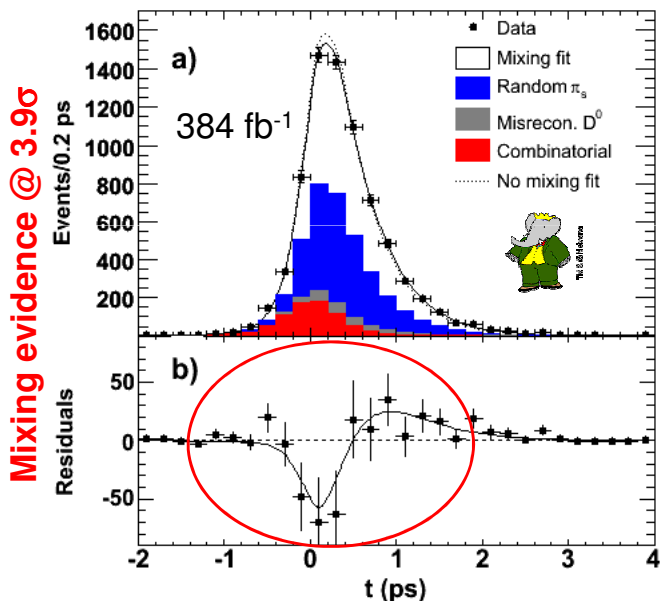 Mixing evidence @ 3.9σ
a)
384 fb⁻¹
Data
Mixing fit
Random πₛ
Misrecon. D⁰
Combinatorial
No mixing fit
Events/0.2 ps
1600
1400
1200
1000
800
600
400
200
b)
Residuals
50
0
-50
-2 -1 0 1 2 3 4
t (ps)